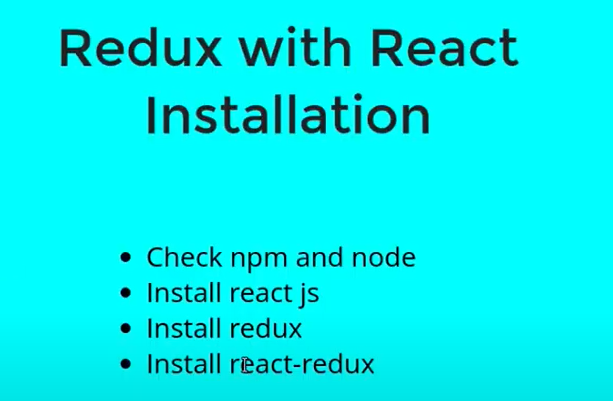 Redux with React
Installation
• Check npm and node
• Install react js
• Install redux
• Install react-redux